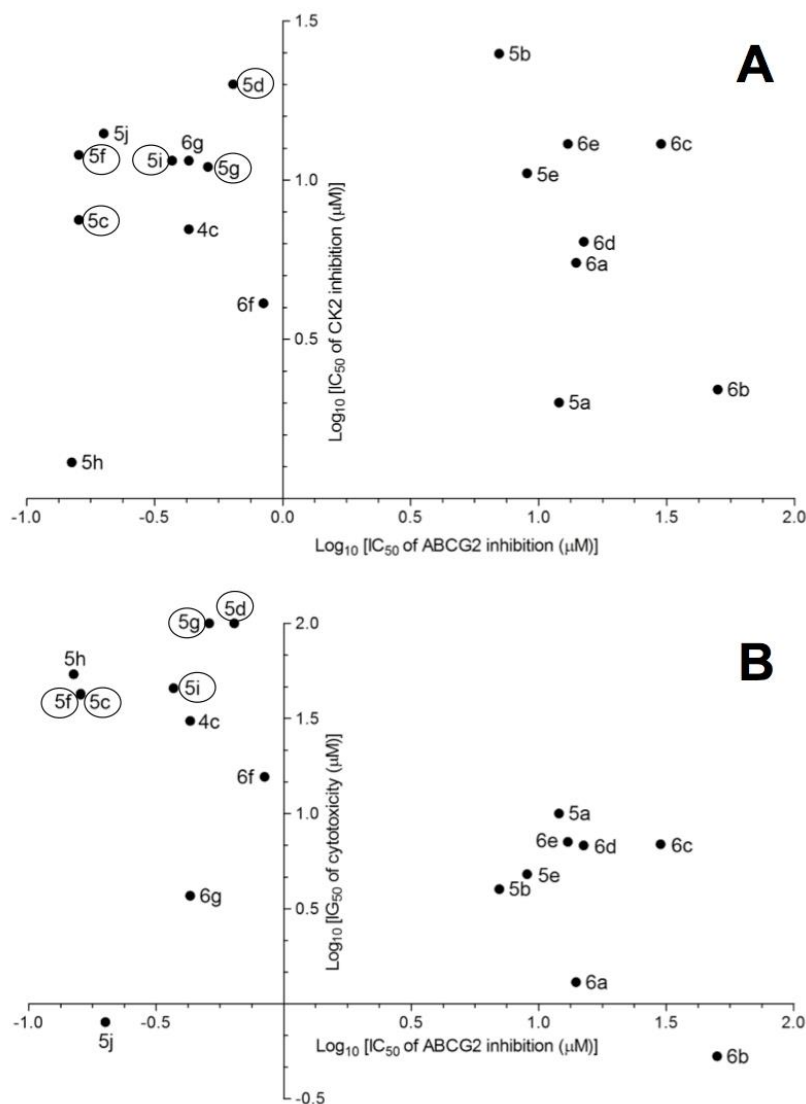 A
1.5
5b
5d
5j
6g
6e
6c
5f
5i
5g
5e
1.0
5c
4c
6d
6a
6f
Log10 [IC50 of CK2 inhibition (μM)]
0.5
6b
5a
5h
-1.0 -0.5 0.0 0.5 1.0 1.5 2.0
Log10 [IC50 of ABCG2 inhibition (μM)]
B
5d
5g
2.0
5h
5i
5f 5c
1.5
4c
6f
Log10 [IG50 of cytotoxicity (μM)]
1.0
5a
6e 6d 6c
5e
5b
6g
0.5
6a
-1.0 -0.5 0.5 1.0 1.5 2.0
5j
Log10 [IC50 of ABCG2 inhibition (μM)]
6b
-0.5